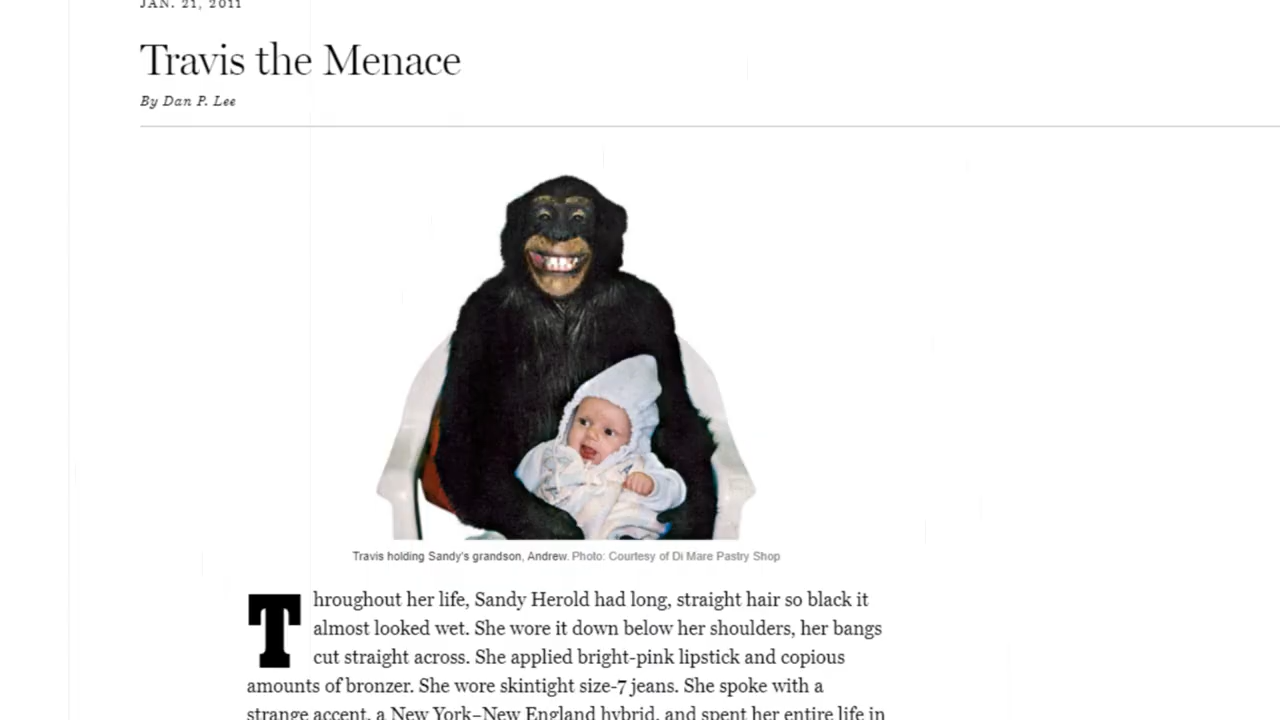 JAN. 21, 2011
Travis the Menace
By Dan P. Lee
Travis holding Sandy's grandson, Andrew. Photo: Courtesy of Di Mare Pastry Shop
Throughout her life, Sandy Herold had long, straight hair so black it
almost looked wet. She wore it down below her shoulders, her bangs
cut straight across. She applied bright-pink lipstick and copious
amounts of bronzer. She wore skintight size-7 jeans. She spoke with a
strange accent, a New York–New England hybrid, and spent her entire life in